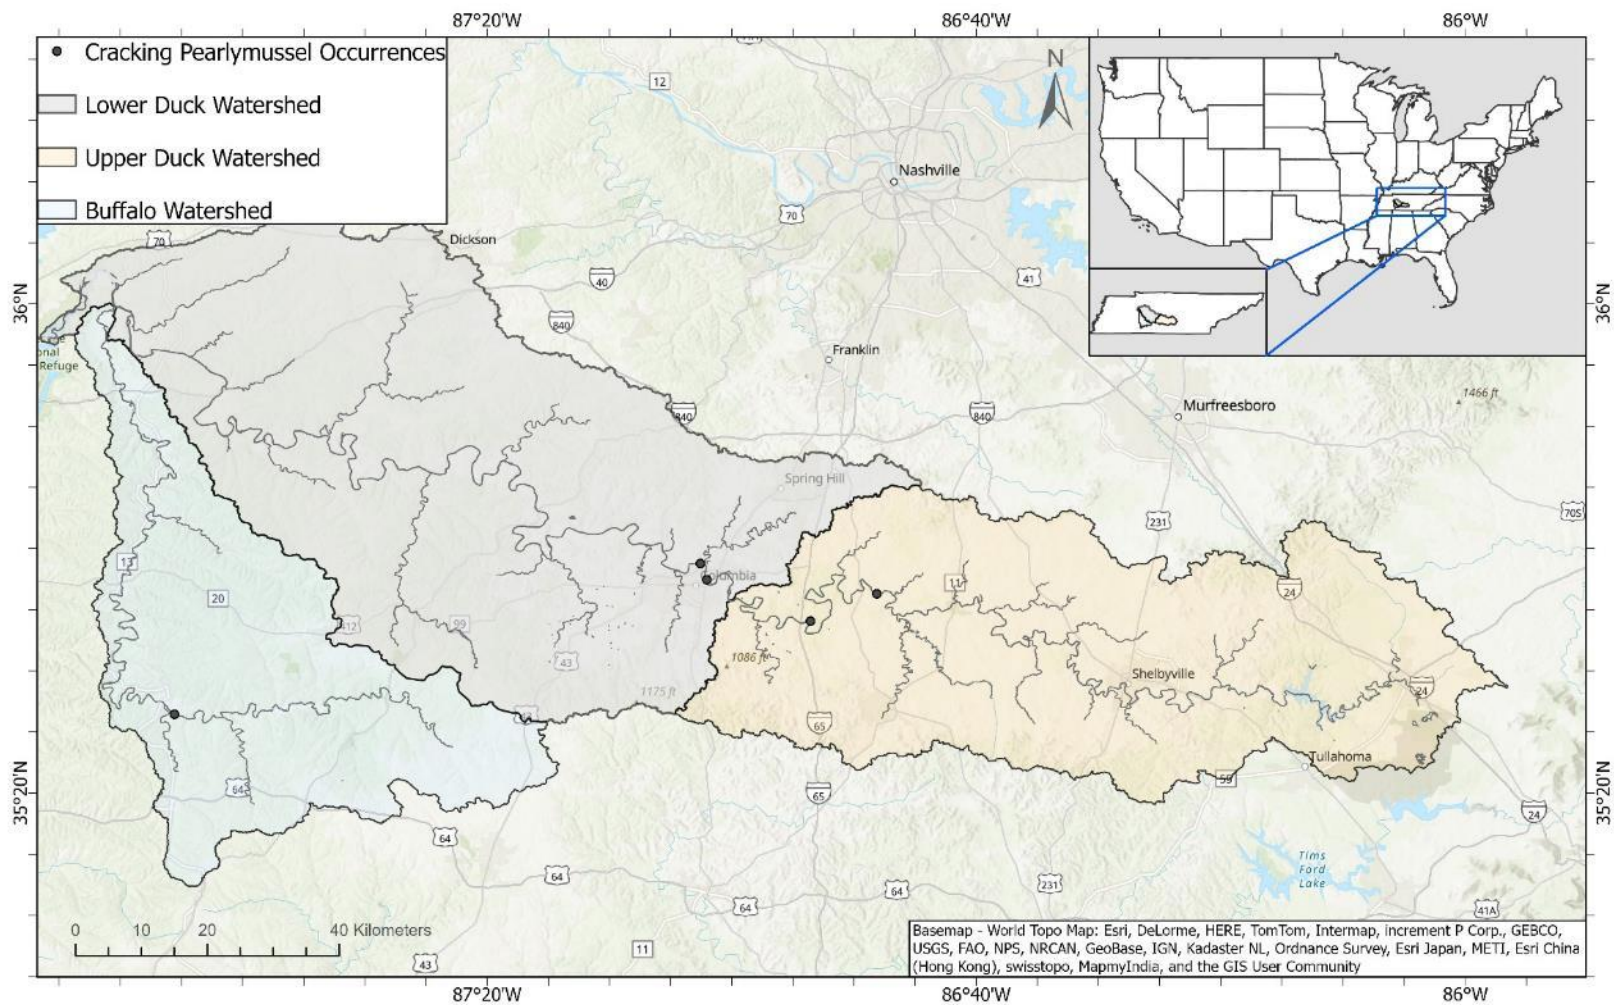 87°20'W
86°40'W
86°W
Cracking Pearlymussel Occurrences
Lower Duck Watershed
Upper Duck Watershed
Buffalo Watershed
N
12
Nashville
70
70
Dickson
40
41
36°N
36°N
840
onal
Refuge
Franklin
840
840
1466 ft
Murfreesboro
Spring Hill
70S
231
13
Columbia
11
24
20
412
99
43
1086 ft
1175 ft
Shelbyville
24
65
64
Tullahoma
55
35°20'N
35°20'N
65
24
64
64
64
64
231
Tims
Ford
Lake
41A
0 10 20 40 Kilometers
11
43
Basemap - World Topo Map: Esri, DeLorme, HERE, TomTom, Intermap, increment P Corp., GEBCO,
USGS, FAO, NPS, NRCAN, GeoBase, IGN, Kadaster NL, Ordnance Survey, Esri Japan, METI, Esri China
(Hong Kong), swisstopo, MapmyIndia, and the GIS User Community
87°20'W
86°40'W
86°W